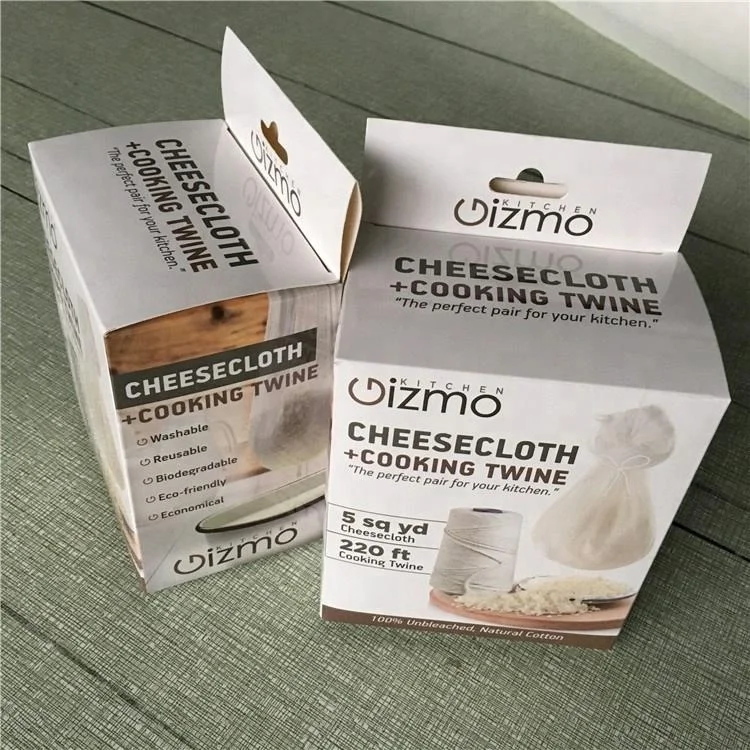 KITCHEN
Gizmo
CHEESECLOTH
+COOKING TWINE
"The perfect pair for your kitchen."
CHEESECLOTH
+COOKING TWINE
Washable
Reusable
Biodegradable
Eco-friendly
Economical
KITCHEN
Gizmo
KITCHEN
Gizmo
CHEESECLOTH
+COOKING TWINE
"The perfect pair for your kitchen."
KITCHEN
Gizmo
CHEESECLOTH
+COOKING TWINE
"The perfect pair for your kitchen."
5 sq yd
Cheesecloth
220 ft
Cooking Twine
100% Unbleached, Natural Cotton